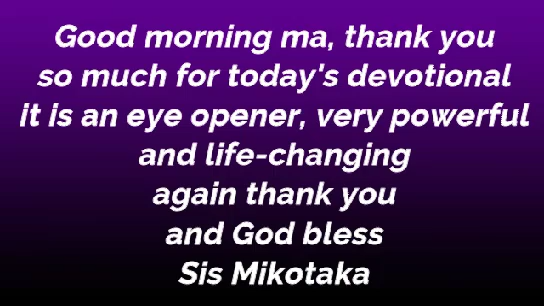 Good morning ma, thank you
so much for today's devotional
it is an eye opener, very powerful
and life-changing
again thank you
and God bless
Sis Mikotaka